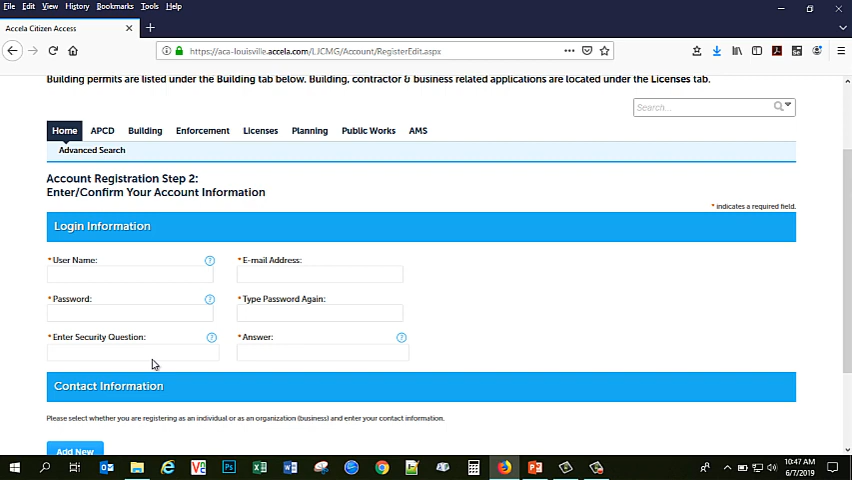 File Edit View History Bookmarks Tools Help
Accela Citizen Access
https://aca-louisville.accela.com/LJCMG/Account/RegisterEdit.aspx
Building permits are listed under the Building tab below. Building, contractor & business related applications are located under the Licenses tab.
Search...
Home APCD Building Enforcement Licenses Planning Public Works AMS
Advanced Search
Account Registration Step 2:
Enter/Confirm Your Account Information
* indicates a required field.
Login Information
* User Name: ? * E-mail Address:
* Password: ? * Type Password Again:
* Enter Security Question: ? * Answer: ?
Contact Information
Please select whether you are registering as an individual or as an organization (business) and enter your contact information.
Add New
10:47 AM
6/7/2019